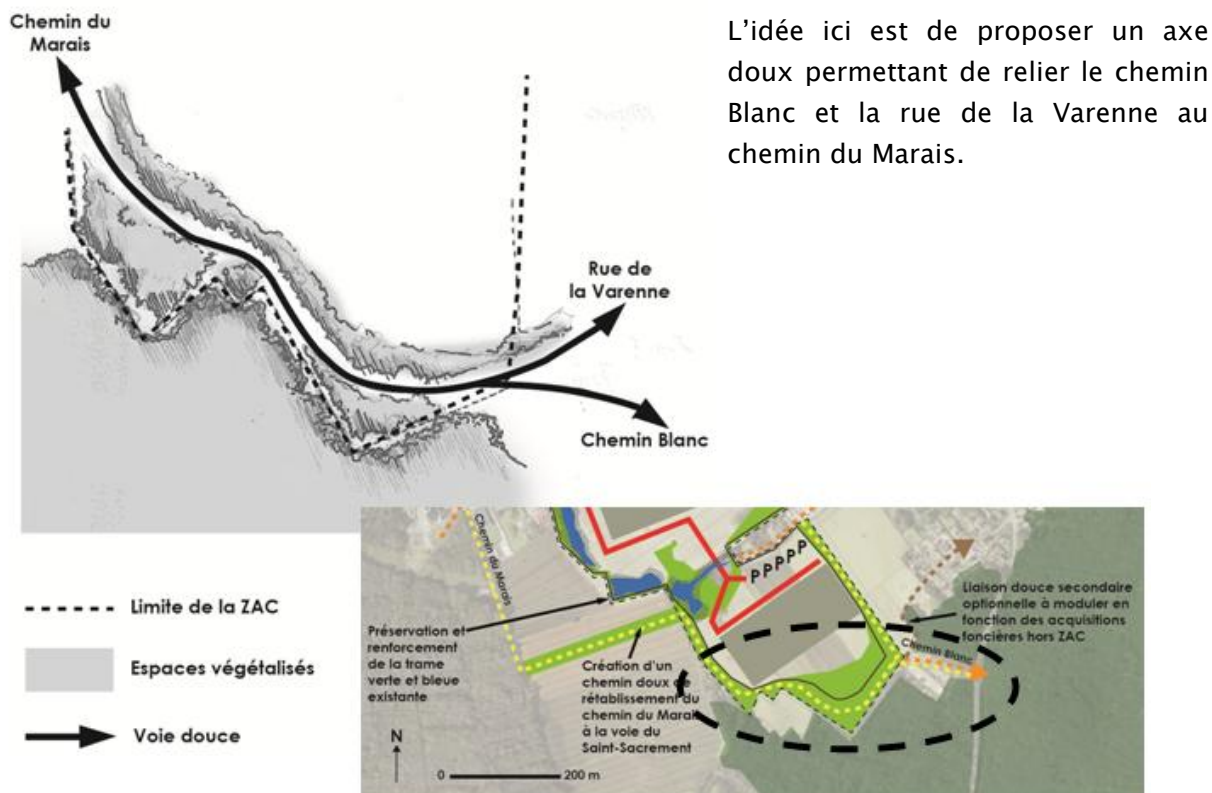 Chemin du
Marais
L'idée ici est de proposer un axe
doux permettant de relier le chemin
Blanc et la rue de la Varenne au
chemin du Marais.
Rue de
la Varenne
Chemin Blanc
Limite de la ZAC
Espaces végétalisés
Voie douce
Chemin du Marais
P P P P P
Préservation et
renforcement
de la trame
verte et bleue
existante
Création d'un
chemin doux de
rétablissement du
chemin du Marais
à la voie du
Saint-Sacrement
Liaison douce secondaire
optionnelle à moduler en
fonction des acquisitions
foncières hors ZAC
Chemin Blanc
N
0 200 m